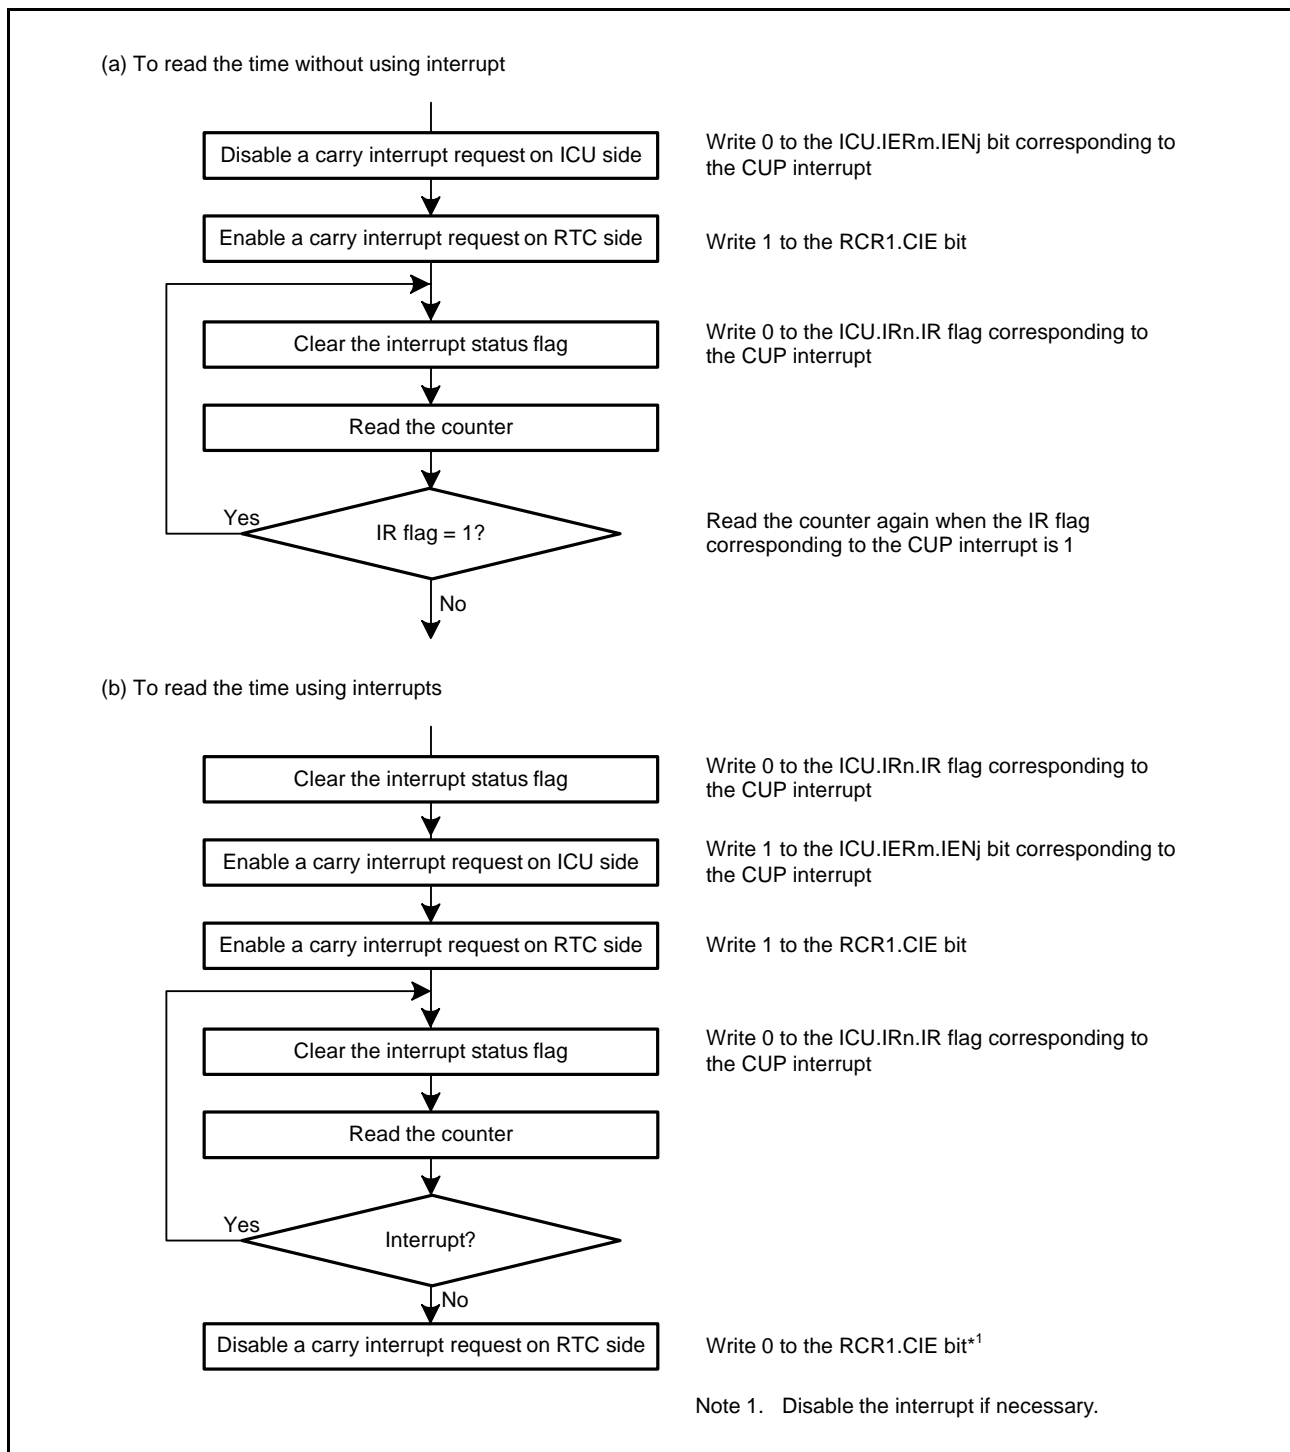 (a) To read the time without using interrupt
Disable a carry interrupt request on ICU side
Write 0 to the ICU.IERm.IENj bit corresponding to
the CUP interrupt
Enable a carry interrupt request on RTC side
Write 1 to the RCR1.CIE bit
Clear the interrupt status flag
Write 0 to the ICU.IRn.IR flag corresponding to
the CUP interrupt
Read the counter
Yes
IR flag = 1?
Read the counter again when the IR flag
corresponding to the CUP interrupt is 1
No
(b) To read the time using interrupts
Clear the interrupt status flag
Write 0 to the ICU.IRn.IR flag corresponding to
the CUP interrupt
Enable a carry interrupt request on ICU side
Write 1 to the ICU.IERm.IENj bit corresponding to
the CUP interrupt
Enable a carry interrupt request on RTC side
Write 1 to the RCR1.CIE bit
Clear the interrupt status flag
Write 0 to the ICU.IRn.IR flag corresponding to
the CUP interrupt
Read the counter
Yes
Interrupt?
No
Disable a carry interrupt request on RTC side
Write 0 to the RCR1.CIE bit*1
Note 1. Disable the interrupt if necessary.